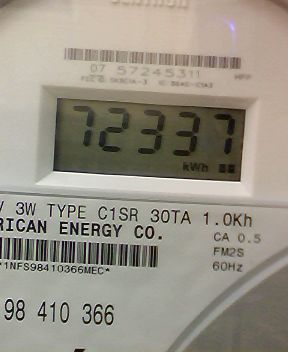 CENTRON
07 57245311
72337
kWh
V 3W TYPE C1SR 30TA 1.0Kh
RICAN ENERGY CO.
CA 0.5
FM2S
60Hz
*1NFS98410366MEC*
98 410 366